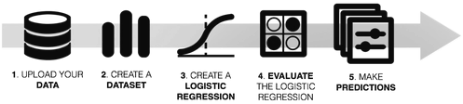 1. UPLOAD YOUR
DATA
2. CREATE A
DATASET
3. CREATE A
LOGISTIC
REGRESSION
4. EVALUATE
THE LOGISTIC
REGRESSION
5. MAKE
PREDICTIONS